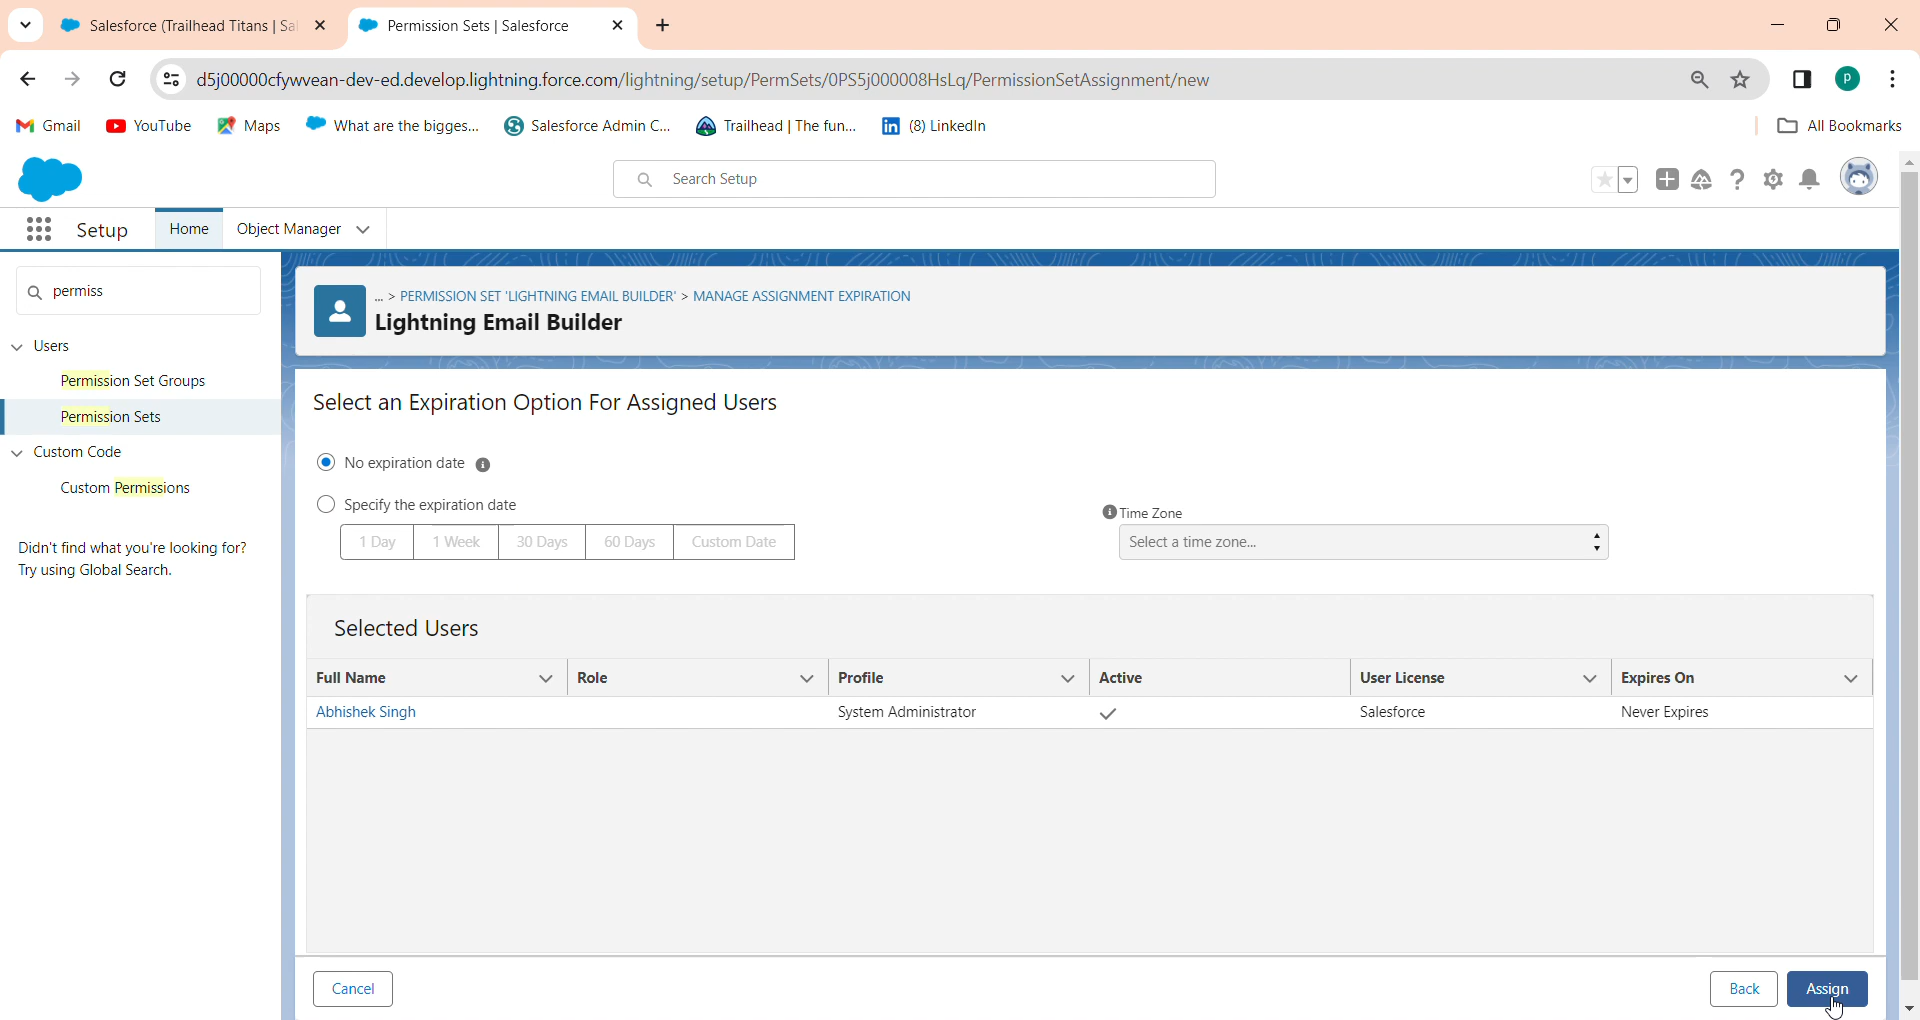 Salesforce (Trailhead Titans | Sal
Permission Sets | Salesforce
d5j00000cfywvean-dev-ed.develop.lightning.force.com/lightning/setup/PermSets/0PS5j000008HsLq/PermissionSetAssignment/new
P
Gmail
YouTube
Maps
What are the bigges...
Salesforce Admin C...
Trailhead | The fun...
(8) LinkedIn
All Bookmarks
Search Setup
Setup
Home
Object Manager
permiss
Users
Permission Set Groups
Permission Sets
Custom Code
Custom Permissions
Didn't find what you're looking for?
Try using Global Search.
... > PERMISSION SET 'LIGHTNING EMAIL BUILDER' > MANAGE ASSIGNMENT EXPIRATION
Lightning Email Builder
Select an Expiration Option For Assigned Users
No expiration date
Specify the expiration date
1 Day
1 Week
30 Days
60 Days
Custom Date
Time Zone
Select a time zone...
Selected Users
Full Name Role Profile Active User License Expires On
Abhishek Singh System Administrator Salesforce Never Expires
Cancel
Back
Assign